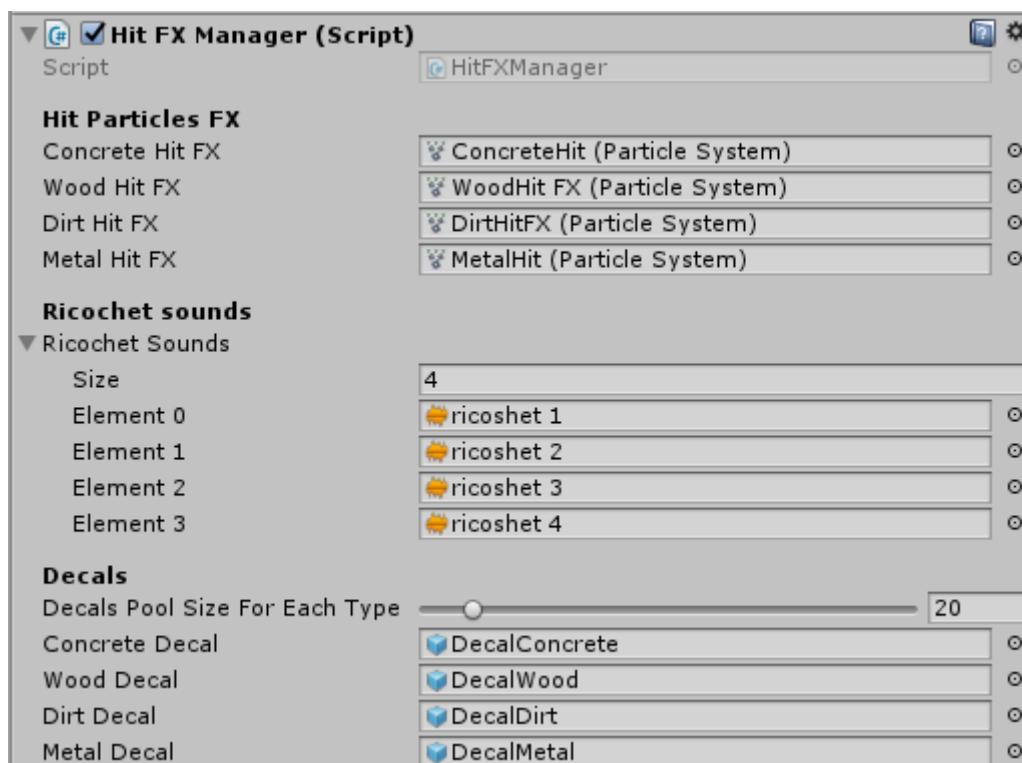 Hit FX Manager (Script)
Script HitFXManager
Hit Particles FX
Concrete Hit FX ConcreteHit (Particle System)
Wood Hit FX WoodHit FX (Particle System)
Dirt Hit FX DirtHitFX (Particle System)
Metal Hit FX MetalHit (Particle System)
Ricochet sounds
Ricochet Sounds
Size 4
Element 0 ricoshet 1
Element 1 ricoshet 2
Element 2 ricoshet 3
Element 3 ricoshet 4
Decals
Decals Pool Size For Each Type 20
Concrete Decal DecalConcrete
Wood Decal DecalWood
Dirt Decal DecalDirt
Metal Decal DecalMetal